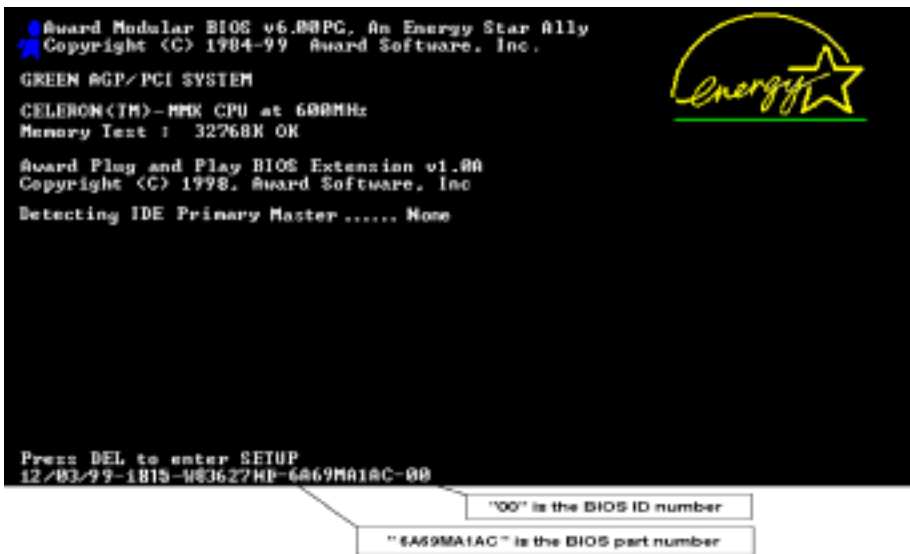 Award Modular BIOS v6.00PG, An Energy Star Ally
Copyright (C) 1984-99 Award Software, Inc.
energy
GREEN AGP/PCI SYSTEM
CELERON(TM)-MMX CPU at 600MHz
Memory Test : 32768K OK
Award Plug and Play BIOS Extension v1.0A
Copyright (C) 1998, Award Software, Inc
Detecting IDE Primary Master ...... None
Press DEL to enter SETUP
12/03/99-i815-W83627HF-6A69MA1AC-00
"00" is the BIOS ID number
"6A69MA1AC" is the BIOS part number